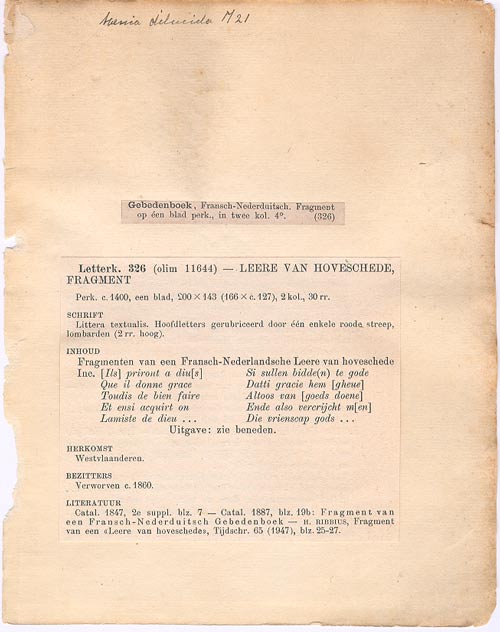 Gebedenboek, Fransch-Nederduitsch. Fragment
op één blad perk., in twee kol. 4°. (326)
Letterk. 326 (olim 11644) — LEERE VAN HOVESCHEDE,
FRAGMENT
Perk. c. 1400, een blad, 200 × 143 (166 × c. 127), 2 kol., 30 rr.
SCHRIFT
Littera textualis. Hoofdletters gerubriceerd door één enkele roode streep,
lombarden (2 rr. hoog).
INHOUD
Fragmenten van een Fransch-Nederlandsche Leere van hoveschede
Inc. [Ils] priront a diu[s] Si sullen bidde(n) te gode
Que il donne grace Datti gracie hem [gheue]
Toudis de bien faire Altoos van [goeds doene]
Et ensi acquirt on Ende also vercrijcht m[en]
Lamiste de dieu ... Die vrienscap gods ...
Uitgave: zie beneden.
HERKOMST
Westvlaanderen.
BEZITTERS
Verworven c. 1860.
LITERATUUR
Catal. 1847, 2e suppl. blz. 7 — Catal. 1887, blz. 19b: Fragment van
een Fransch-Nederduitsch Gebedenboek — H. RIBBIUS, Fragment
van een «Leere van hoveschede», Tijdschr. 65 (1947), blz. 25-27.